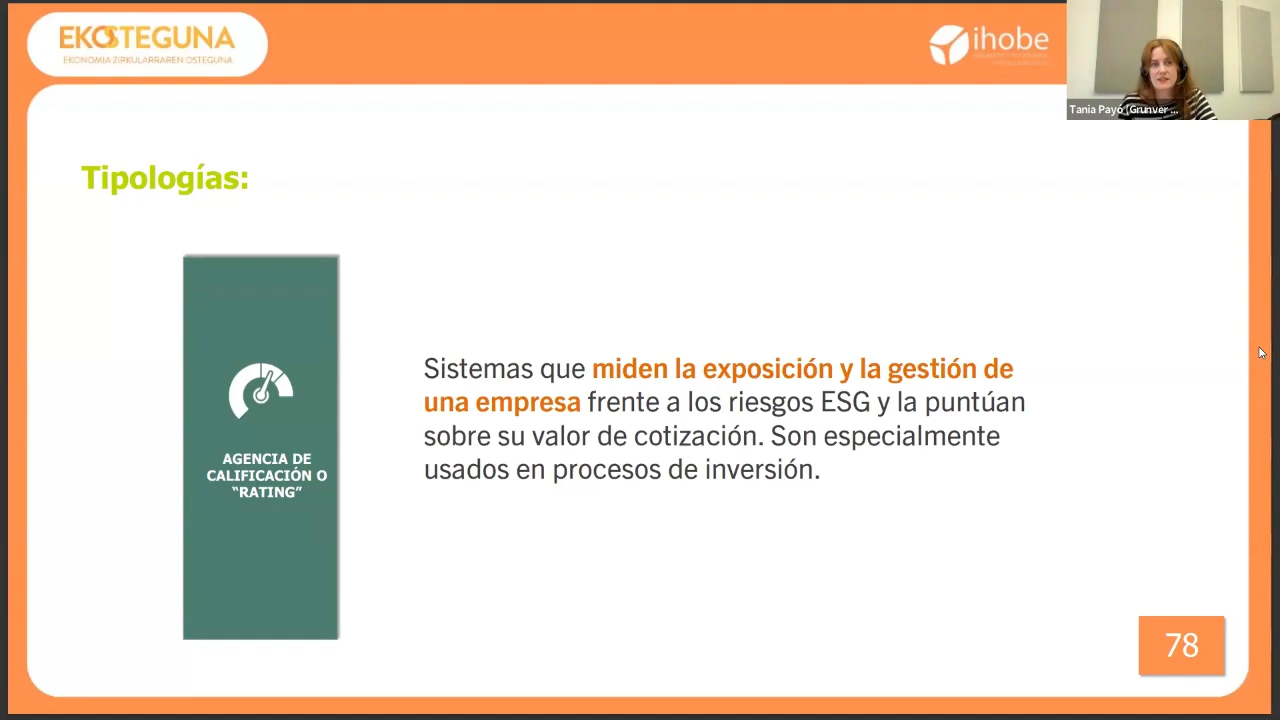 EKOSTEGUNA
EKONOMIA ZIRKULARRAREN OSTEGUNA
ihobe
Tania Payó (Grunver ...
Tipologías:
AGENCIA DE
CALIFICACIÓN O
“RATING”
Sistemas que miden la exposición y la gestión de
una empresa frente a los riesgos ESG y la puntúan
sobre su valor de cotización. Son especialmente
usados en procesos de inversión.
78